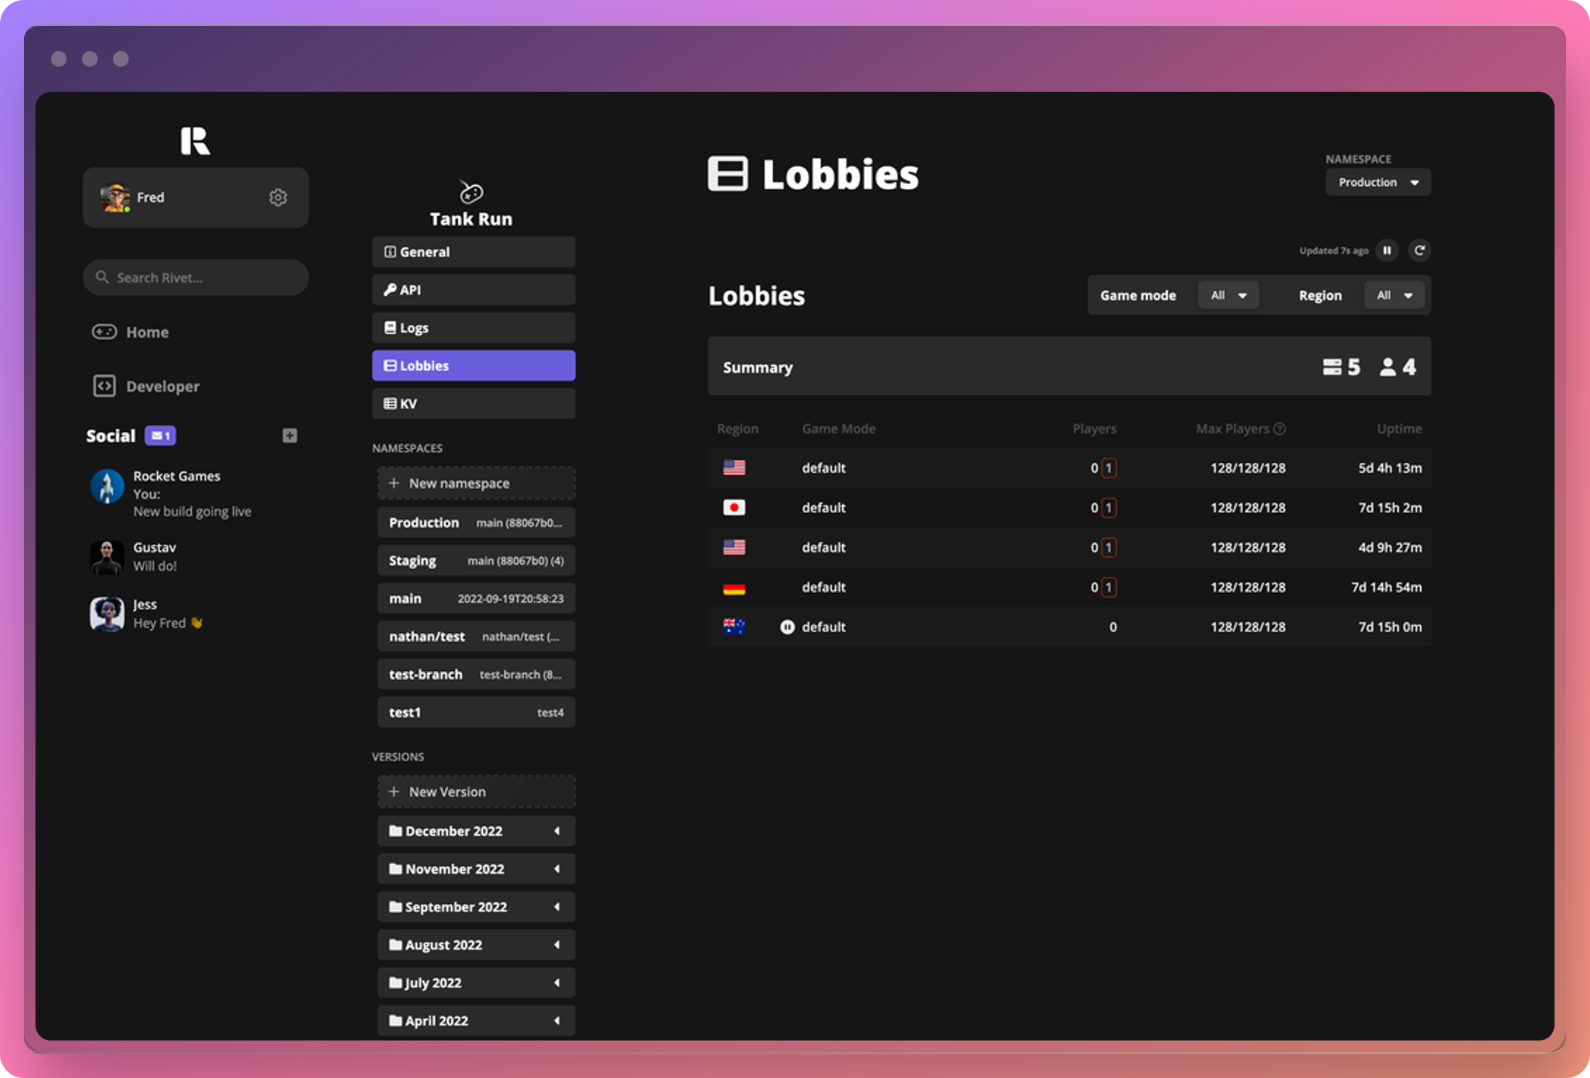 Fred
Search Rivet...
Home
Developer
Social 1
Rocket Games
You:
New build going live
Gustav
Will do!
Jess
Hey Fred 👋
Tank Run
General
API
Logs
Lobbies
KV
NAMESPACES
+ New namespace
Production main (88067b0...
Staging main (88067b0) (4)
main 2022-09-19T20:58:23
nathan/test nathan/test (...
test-branch test-branch (8...
test1 test4
VERSIONS
+ New Version
December 2022
November 2022
September 2022
August 2022
July 2022
April 2022
Lobbies
NAMESPACE
Production
Updated 7s ago
Lobbies
Game mode All Region All
Summary 5 4
Region Game Mode Players Max Players Uptime
default 0 1 128/128/128 5d 4h 13m
default 0 1 128/128/128 7d 15h 2m
default 0 1 128/128/128 4d 9h 27m
default 0 1 128/128/128 7d 14h 54m
default 0 128/128/128 7d 15h 0m